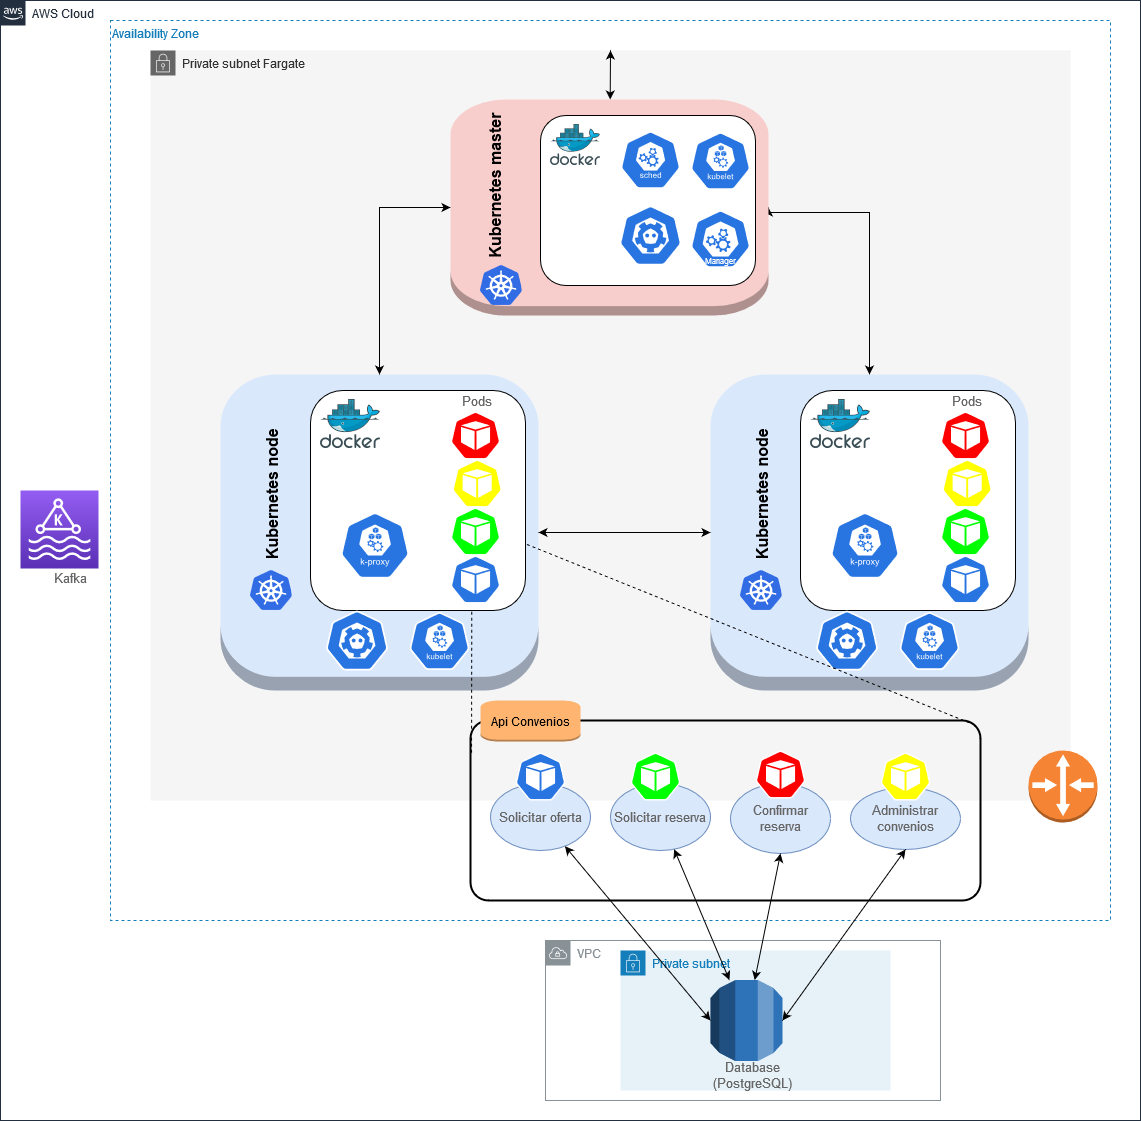 aws
AWS Cloud
Availability Zone
Private subnet Fargate
Kubernetes master
docker
sched
kubelet
Manager
Kubernetes node
docker
Pods
k-proxy
kubelet
Kubernetes node
docker
Pods
k-proxy
kubelet
K
Kafka
Api Convenios
Solicitar oferta
Solicitar reserva
Confirmar
reserva
Administrar
convenios
VPC
Private subnet
Database
(PostgreSQL)